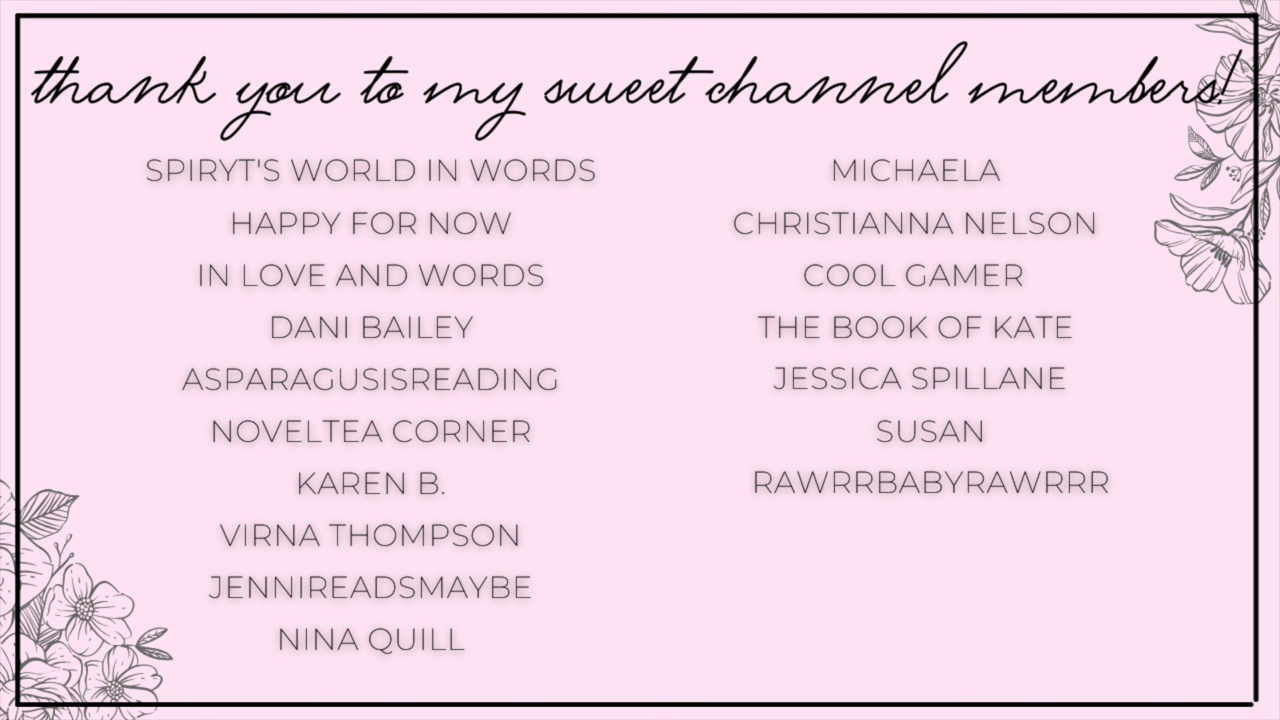 thank you to my sweet channel members!
SPIRYT'S WORLD IN WORDS
HAPPY FOR NOW
IN LOVE AND WORDS
DANI BAILEY
ASPARAGUSISREADING
NOVELTEA CORNER
KAREN B.
VIRNA THOMPSON
JENNIREADSMAYBE
NINA QUILL
MICHAELA
CHRISTIANNA NELSON
COOL GAMER
THE BOOK OF KATE
JESSICA SPILLANE
SUSAN
RAWRRBABYRAWRRR